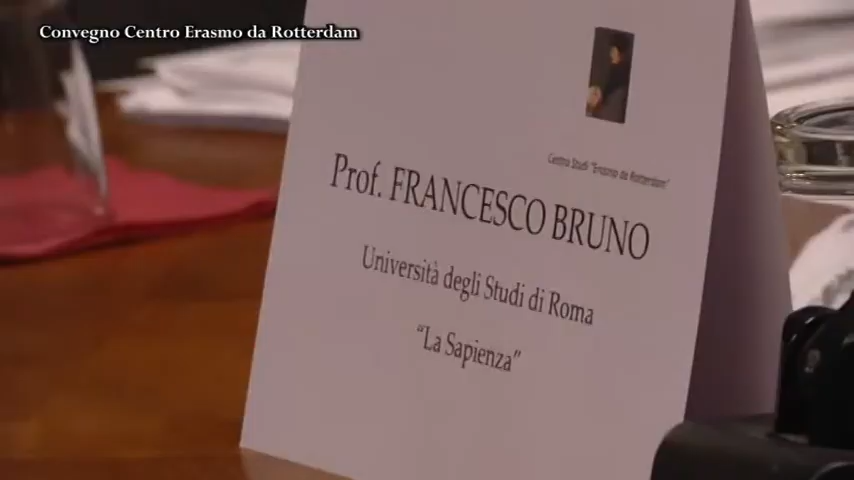 Convegno Centro Erasmo da Rotterdam
Centro Studi "Erasmo da Rotterdam"
Prof. FRANCESCO BRUNO
Università degli Studi di Roma
"La Sapienza"